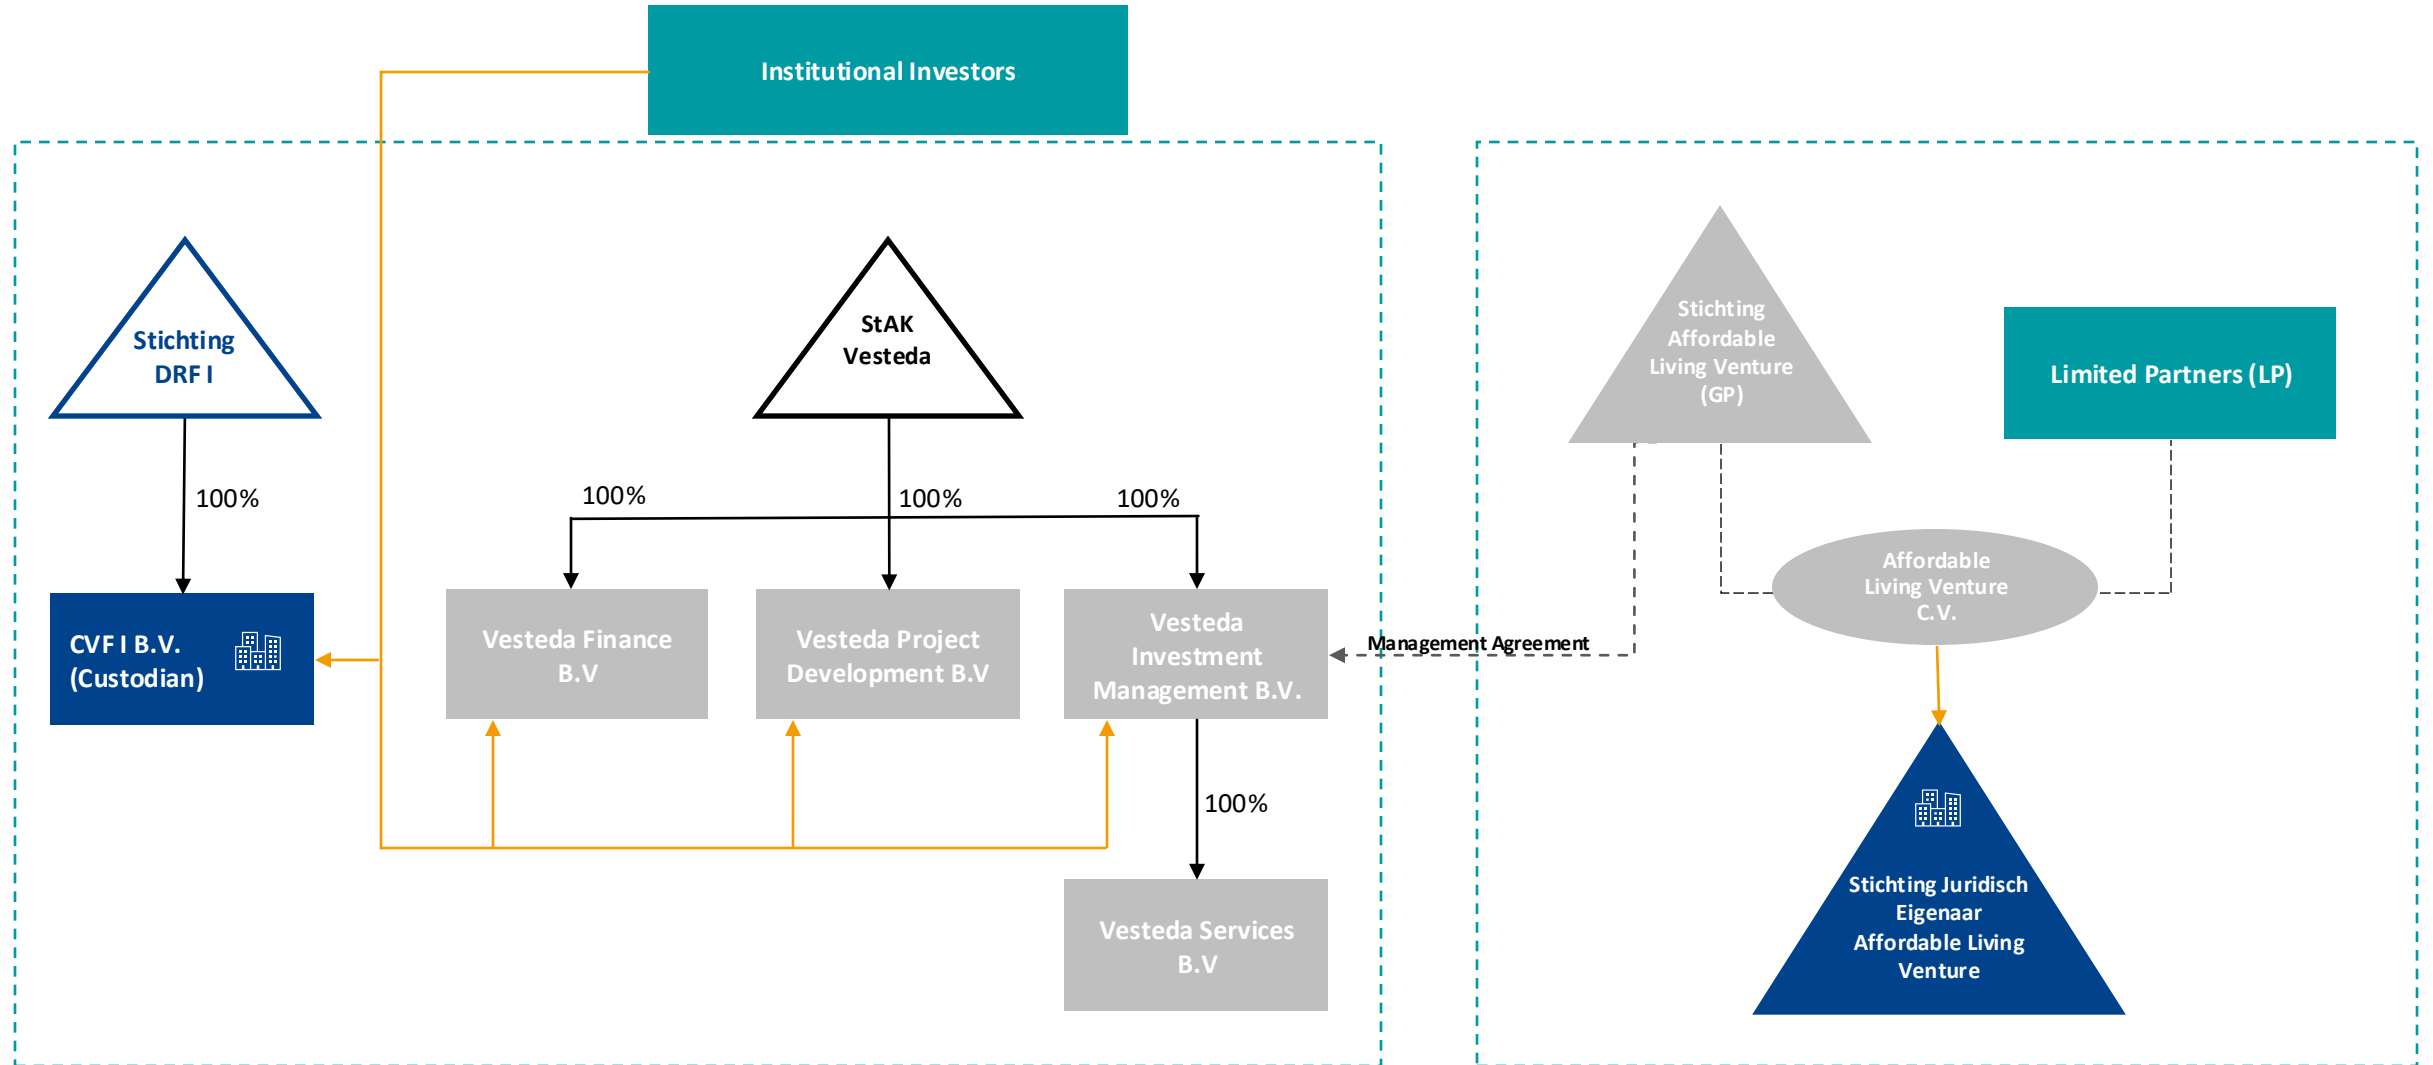 Institutional Investors
Stichting
DRF I
StAK
Vesteda
Stichting
Affordable
Living Venture
(GP)
Limited Partners (LP)
100%
100%
100%
100%
Affordable
Living Venture
C.V.
CVF I B.V.
(Custodian)
Vesteda Finance
B.V
Vesteda Project
Development B.V
Vesteda
Investment
Management B.V.
Management Agreement
100%
Vesteda Services
B.V
Stichting Juridisch
Eigenaar
Affordable Living
Venture